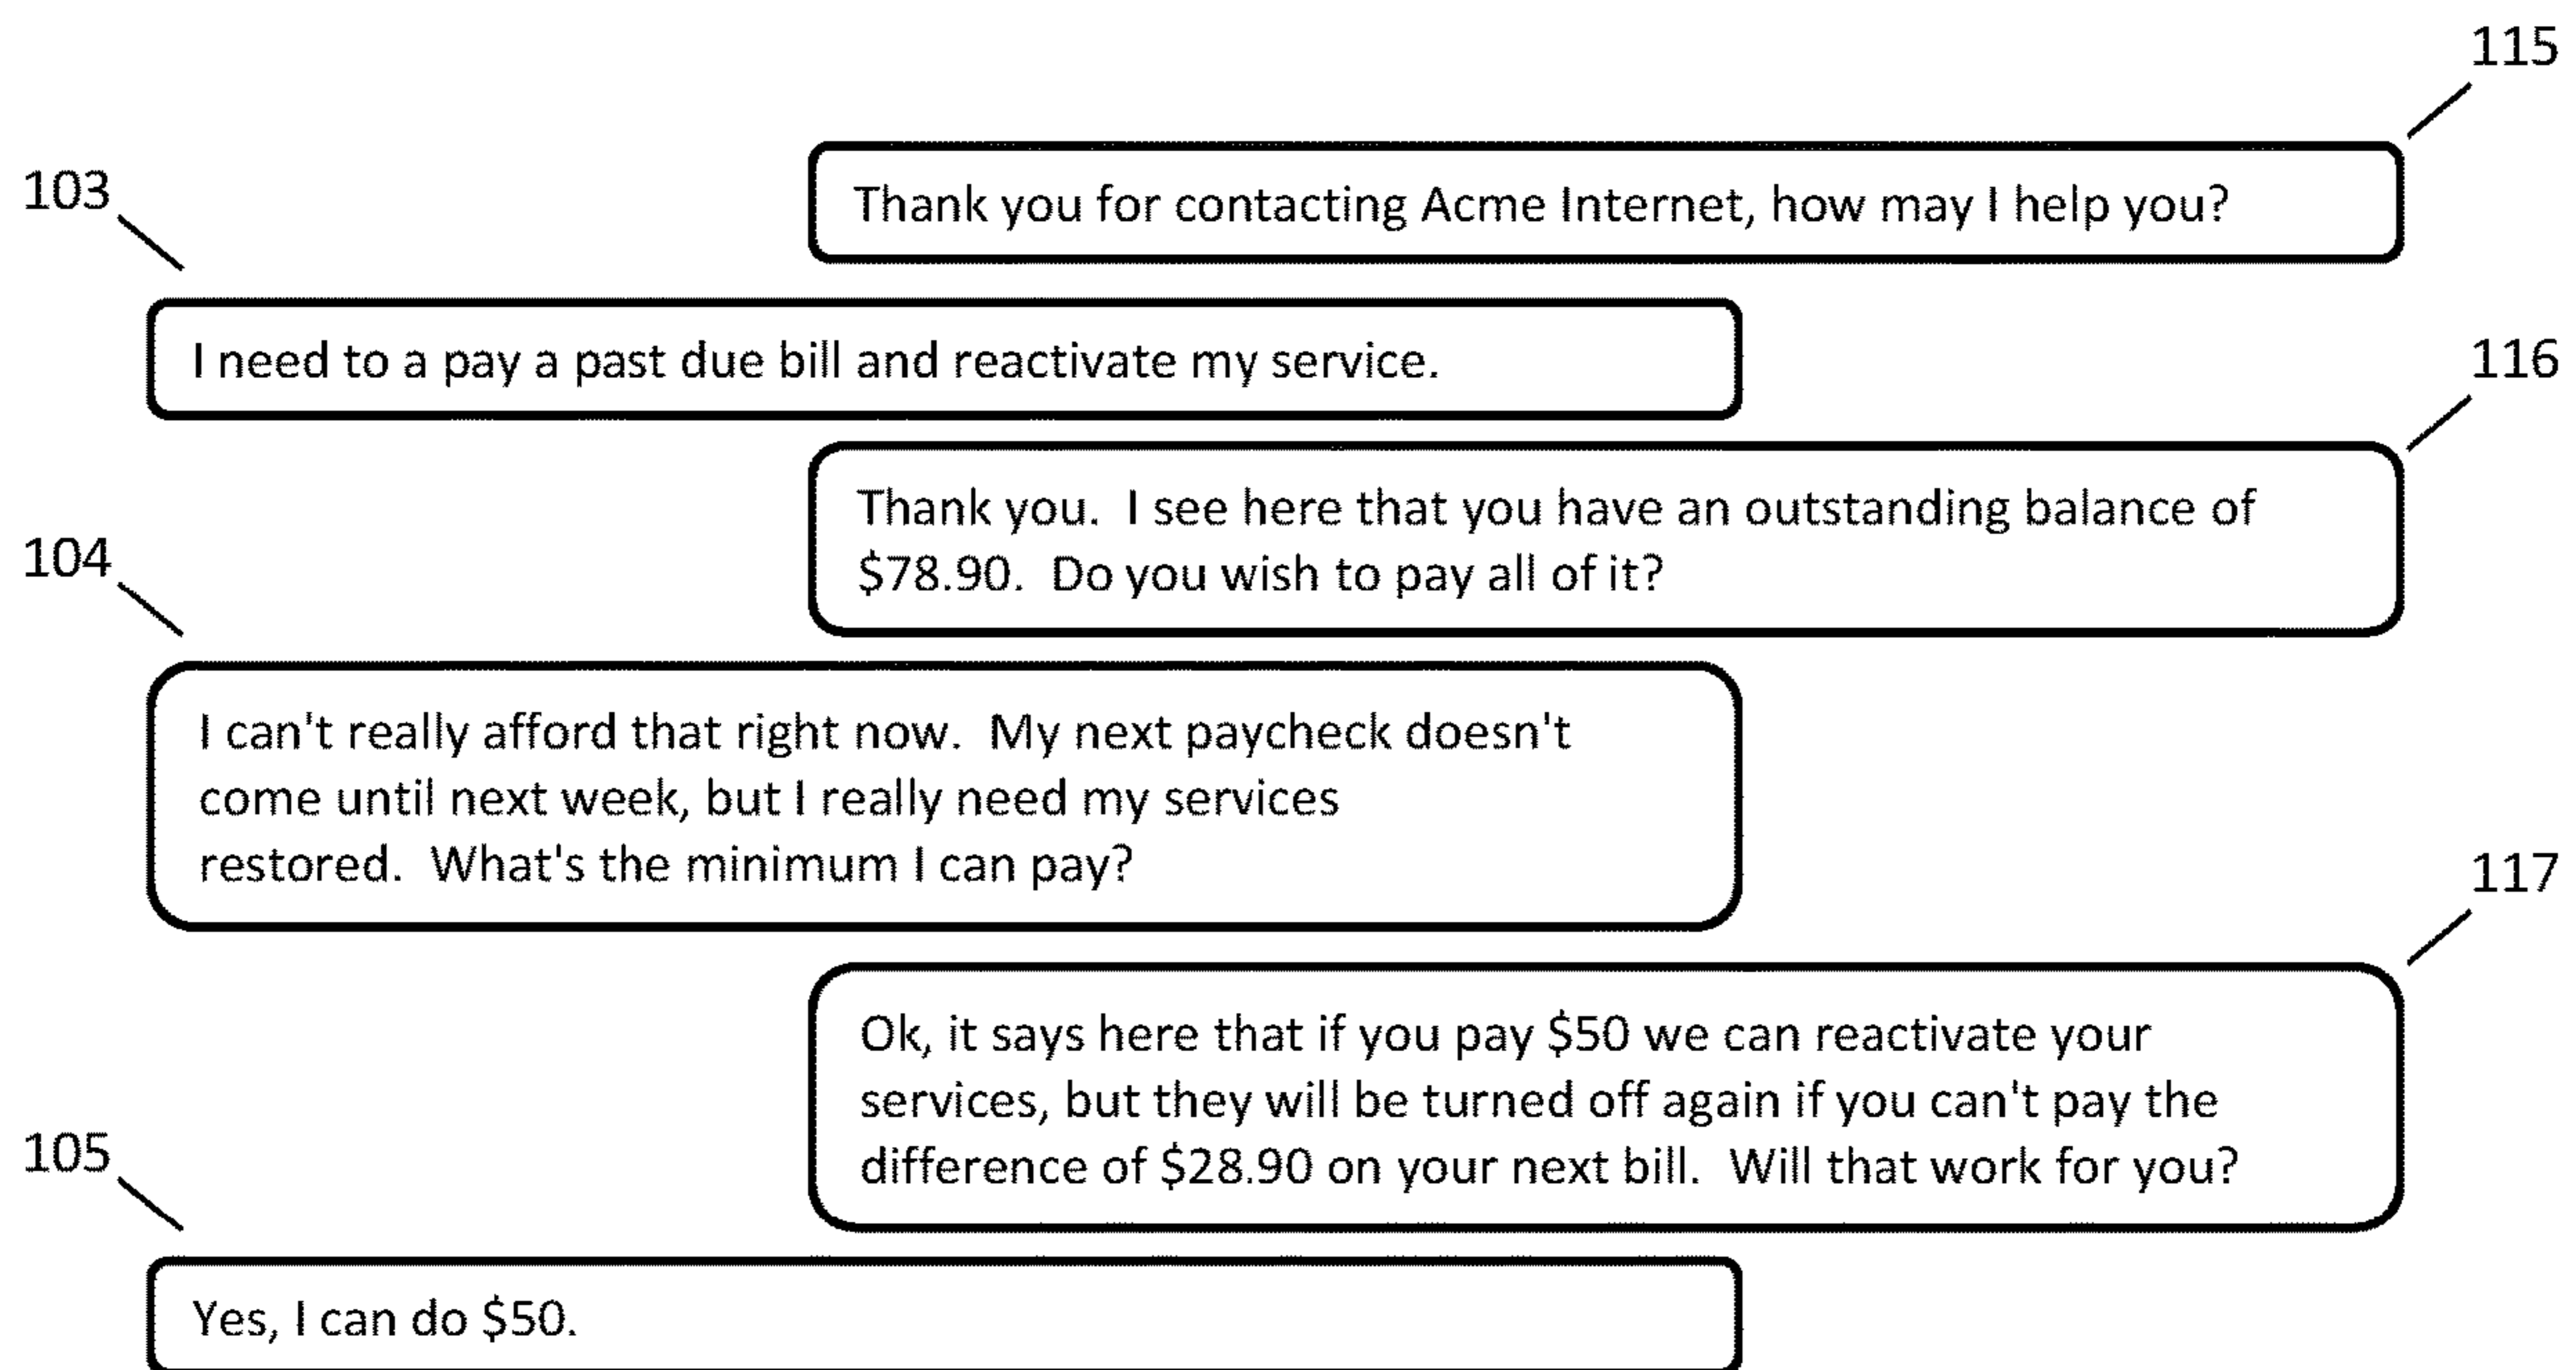 115
103
Thank you for contacting Acme Internet, how may I help you?
I need to a pay a past due bill and reactivate my service.
116
Thank you.  I see here that you have an outstanding balance of
$78.90.  Do you wish to pay all of it?
104
I can't really afford that right now.  My next paycheck doesn't
come until next week, but I really need my services
restored.  What's the minimum I can pay?
117
Ok, it says here that if you pay $50 we can reactivate your
services, but they will be turned off again if you can't pay the
difference of $28.90 on your next bill.  Will that work for you?
105
Yes, I can do $50.